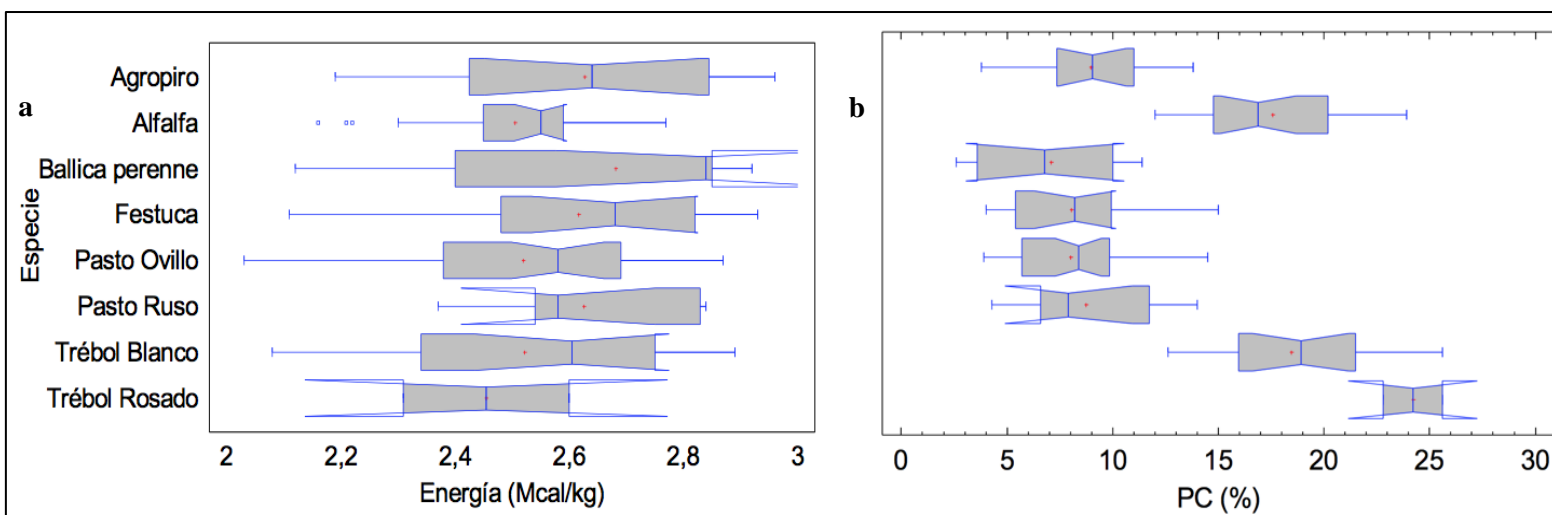 a
Especie
Agropiro
Alfalfa
Ballica perenne
Festuca
Pasto Ovillo
Pasto Ruso
Trébol Blanco
Trébol Rosado
2 2,2 2,4 2,6 2,8 3
Energía (Mcal/kg)
b
0 5 10 15 20 25 30
PC (%)